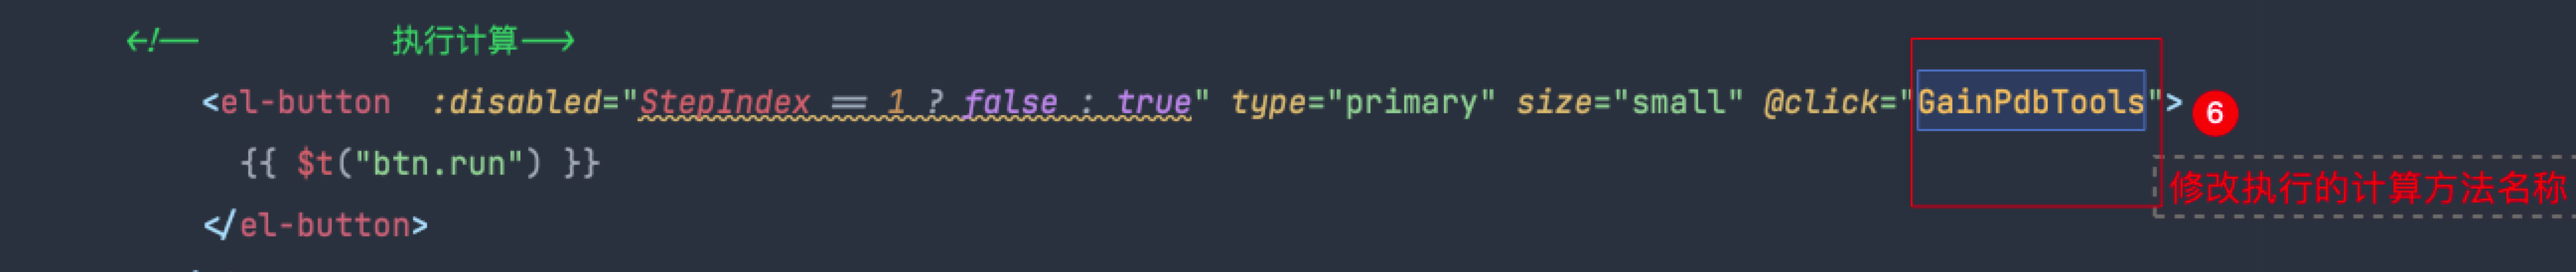 <!-- 执行计算-->
<el-button :disabled="StepIndex == 1 ? false : true" type="primary" size="small" @click="GainPdbTools">
6
{{ $t("btn.run") }}
修改执行的计算方法名称
</el-button>